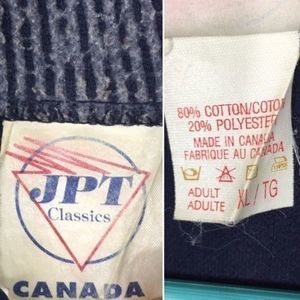 JPT
Classics
CANADA
80% COTTON/COTON
20% POLYESTER
MADE IN CANADA
FABRIQUE AU CANADA
ADULT
ADULTE
XL / TG